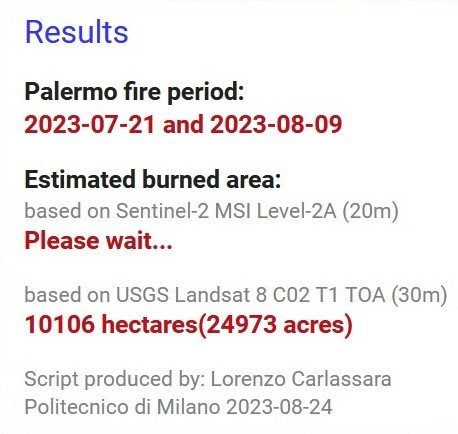 Results
Palermo fire period:
2023-07-21 and 2023-08-09
Estimated burned area:
based on Sentinel-2 MSI Level-2A (20m)
Please wait...
based on USGS Landsat 8 C02 T1 TOA (30m)
10106 hectares(24973 acres)
Script produced by: Lorenzo Carlassara
Politecnico di Milano 2023-08-24